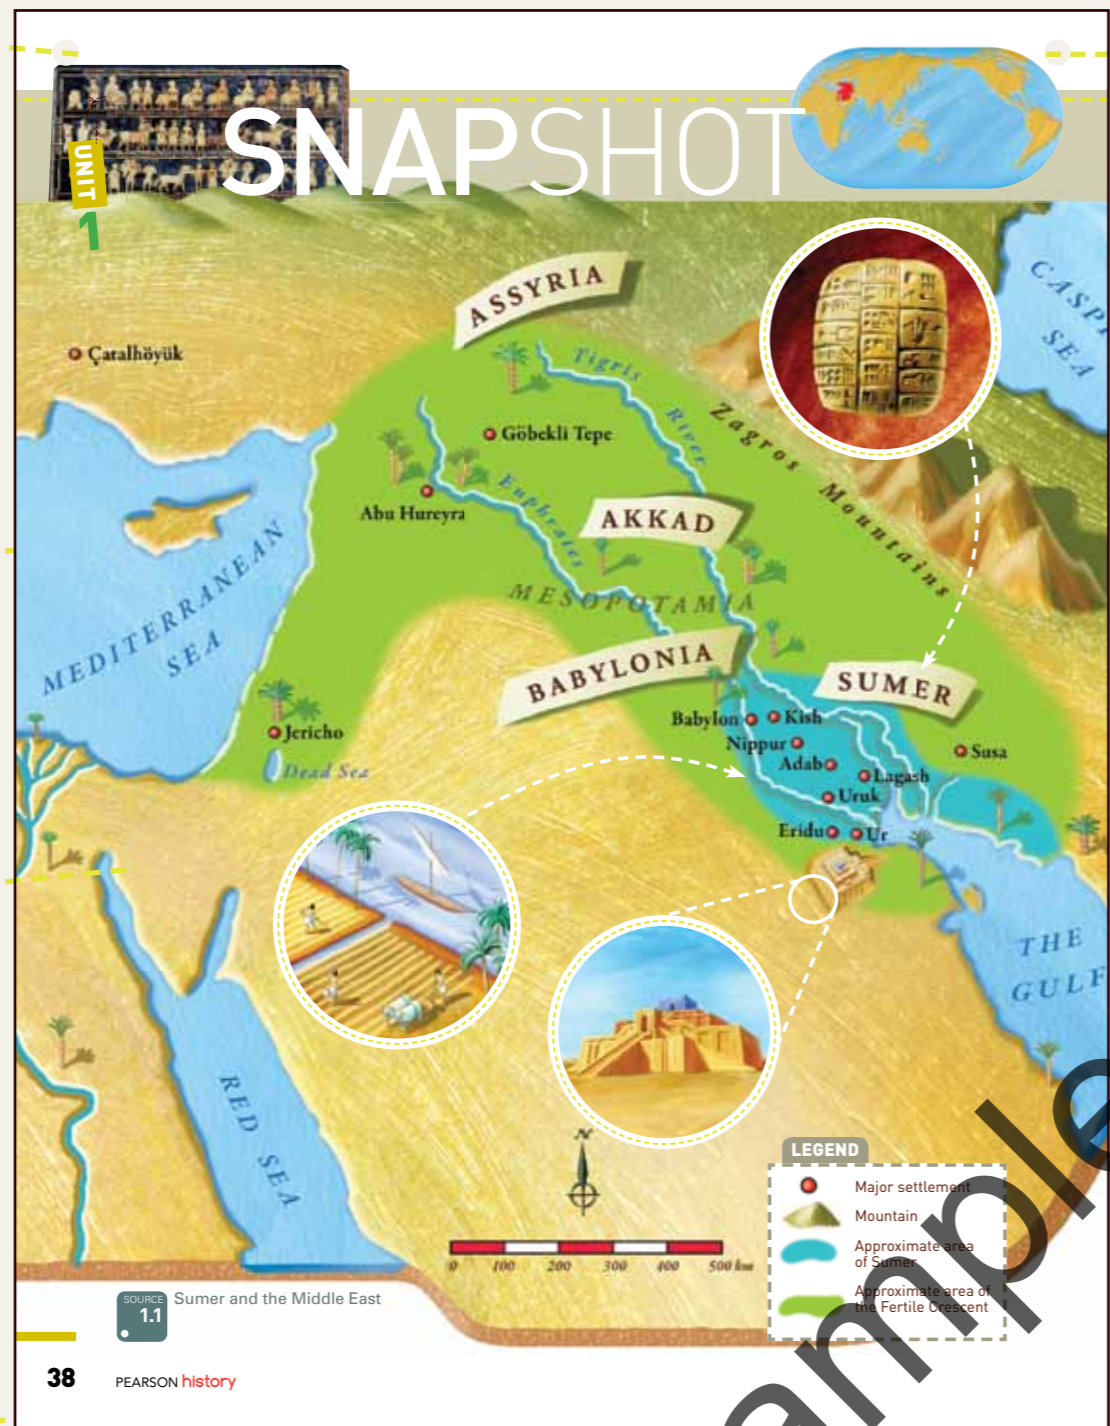 UNIT
1
SNAPSHOT
ASSYRIA
CASPI
SEA
Çatalhöyük
Tigris
River
Zagros
Mountains
Göbekli Tepe
Euphrates
Abu Hureyra
AKKAD
MEDITERRANEAN
SEA
MESOPOTAMIA
BABYLONIA
SUMER
Babylon
Kish
Nippur
Adab
Lagash
Susa
Uruk
Eridu
Ur
Jericho
Dead Sea
THE
GULF
RED
SEA
N
0 100 200 300 400 500 km
LEGEND
Major settlement
Mountain
Approximate area
of Sumer
Approximate area of
the Fertile Crescent
SOURCE
1.1
Sumer and the Middle East
38
PEARSON history
ample